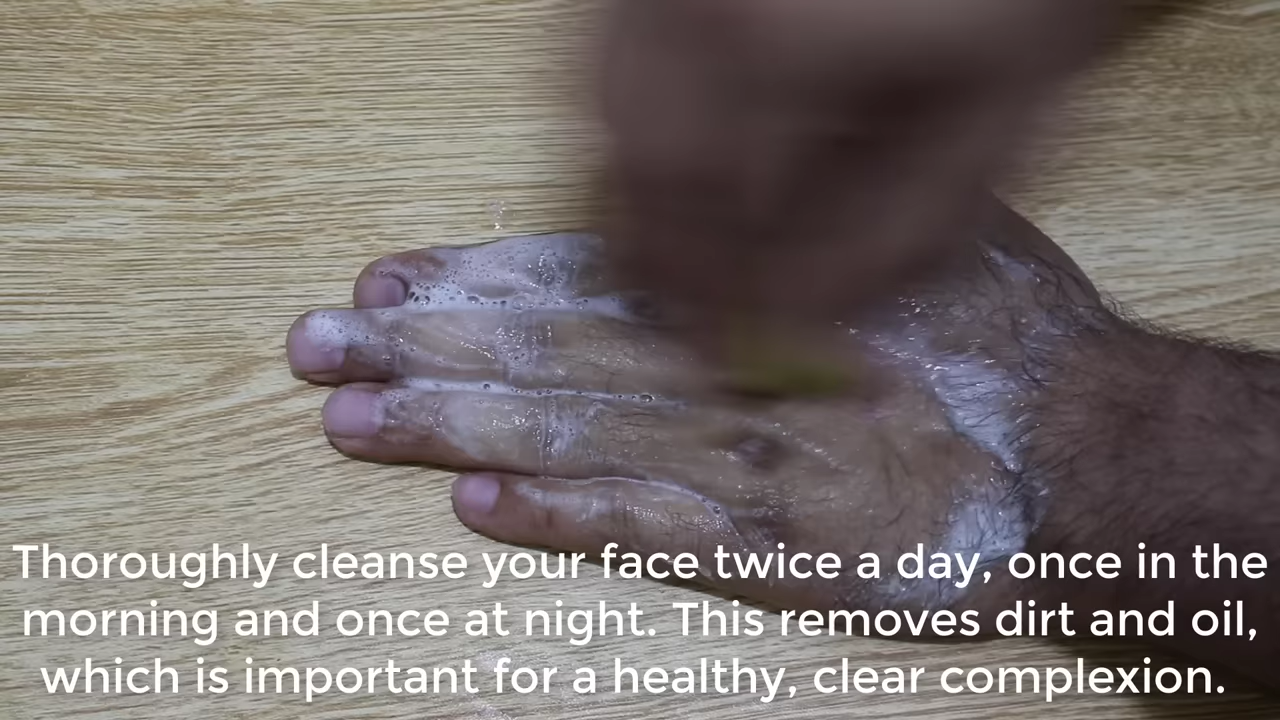 Thoroughly cleanse your face twice a day, once in the
morning and once at night. This removes dirt and oil,
which is important for a healthy, clear complexion.